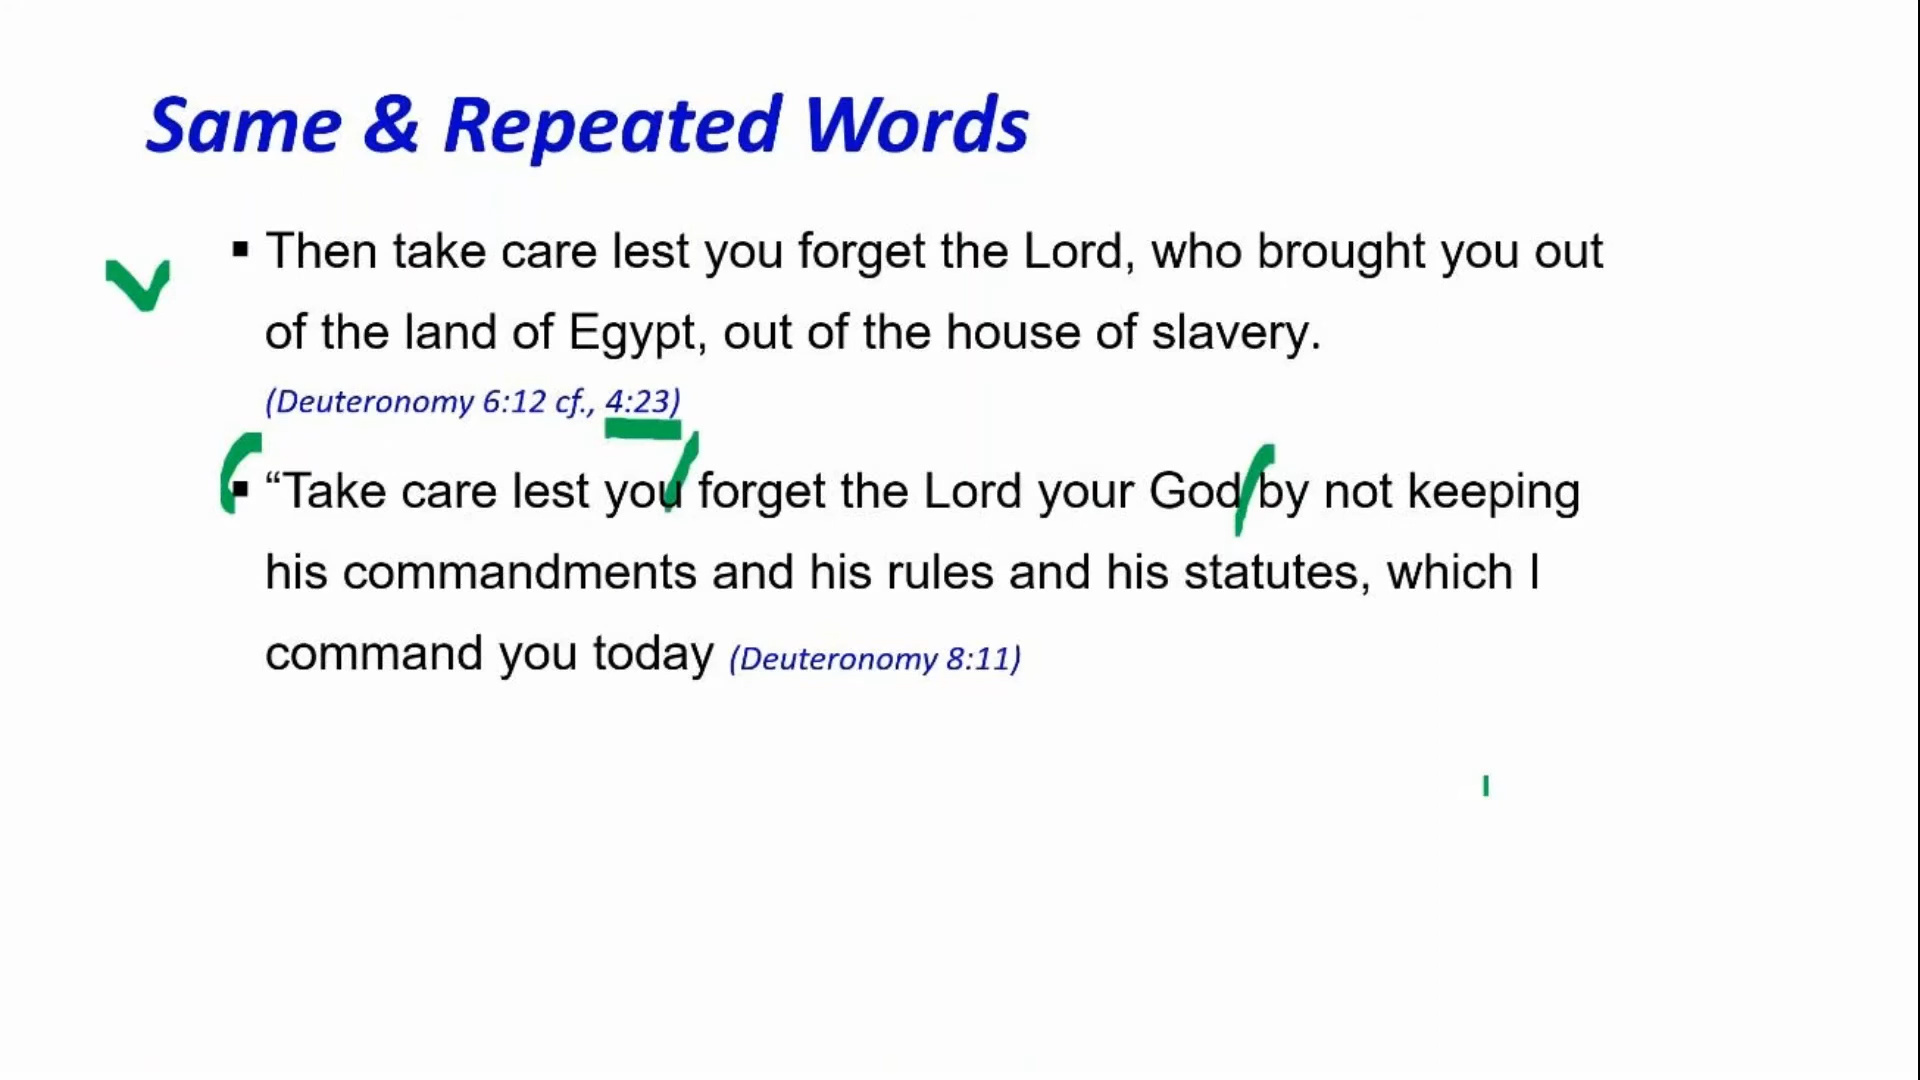 Same & Repeated Words
▪ Then take care lest you forget the Lord, who brought you out
of the land of Egypt, out of the house of slavery.
(Deuteronomy 6:12 cf., 4:23)
▪ “Take care lest you forget the Lord your God by not keeping
his commandments and his rules and his statutes, which I
command you today (Deuteronomy 8:11)